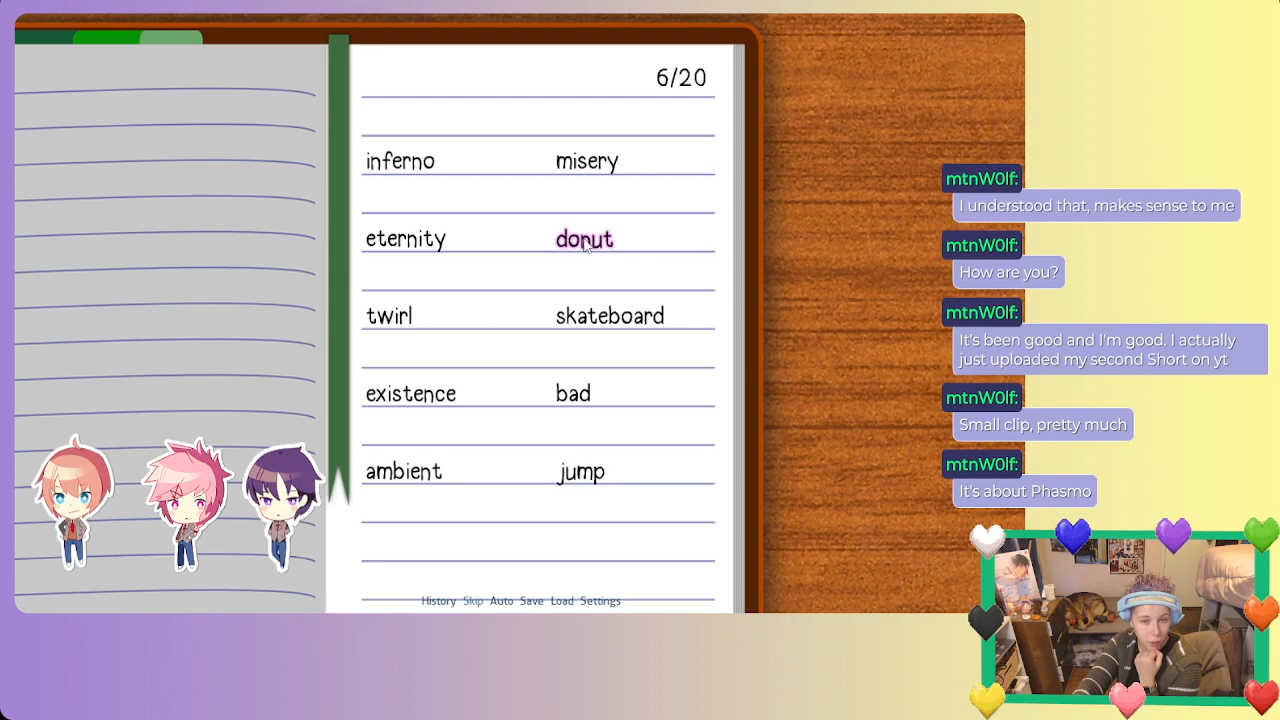 6/20
inferno misery
eternity donut
twirl skateboard
existence bad
ambient jump
History Skip Auto Save Load Settings
mtnW0lf:
I understood that, makes sense to me
mtnW0lf:
How are you?
mtnW0lf:
It's been good and I'm good. I actually
just uploaded my second Short on yt
mtnW0lf:
Small clip, pretty much
mtnW0lf:
It's about Phasmo